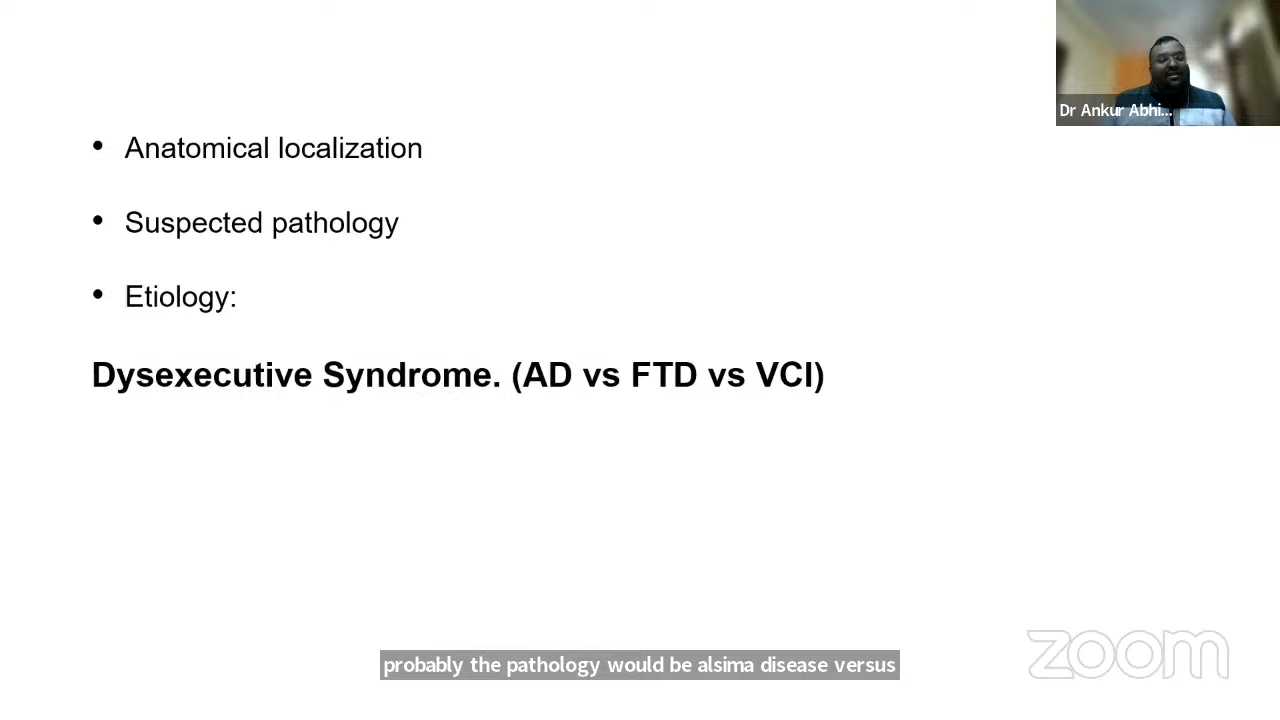 Dr Ankur Abhi...
• Anatomical localization
• Suspected pathology
• Etiology:
Dysexecutive Syndrome. (AD vs FTD vs VCI)
probably the pathology would be alsima disease versus
zoom